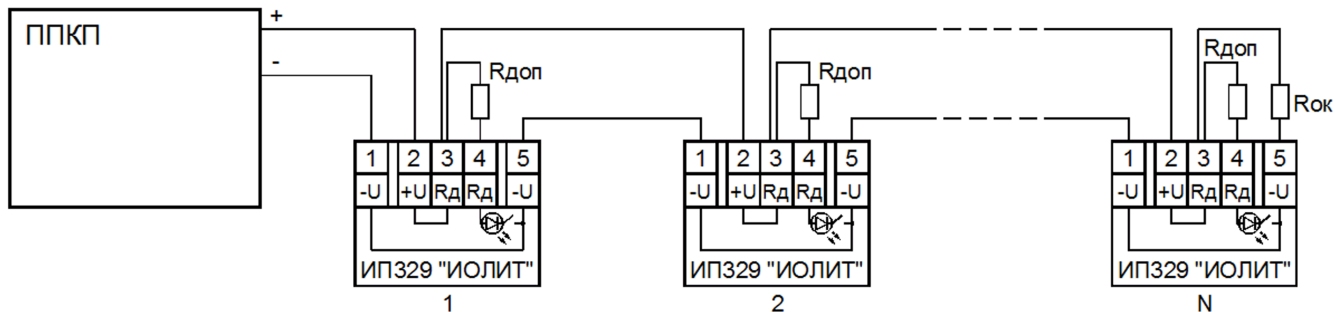 ППКП
+
-
Rдоп
Rдоп
Rдоп
Rок
1 2 3 4 5
-U +U Rд Rд -U
ИП329 "ИОЛИТ"
1
1 2 3 4 5
-U +U Rд Rд -U
ИП329 "ИОЛИТ"
2
1 2 3 4 5
-U +U Rд Rд -U
ИП329 "ИОЛИТ"
N